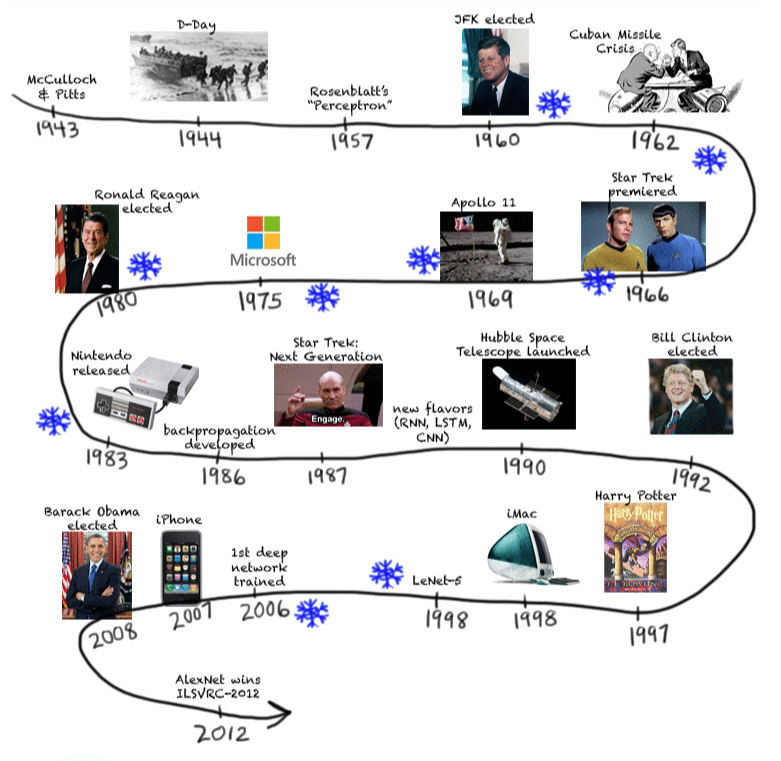 McCulloch
& Pitts
1943
D-Day
1944
Rosenblatt's
"Perceptron"
1957
JFK elected
1960
Cuban Missile
Crisis
1962
Star Trek
premiered
1966
Apollo 11
1969
Microsoft
1975
Ronald Reagan
elected
1980
Nintendo
released
1983
backpropagation
developed
1986
Star Trek:
Next Generation
Engage.
1987
new flavors
(RNN, LSTM,
CNN)
Hubble Space
Telescope launched
1990
Bill Clinton
elected
1992
Harry Potter
Harry Potter
1997
iMac
1998
LeNet-5
1998
1st deep
network
trained
2006
iPhone
2007
Barack Obama
elected
2008
AlexNet wins
ILSVRC-2012
2012